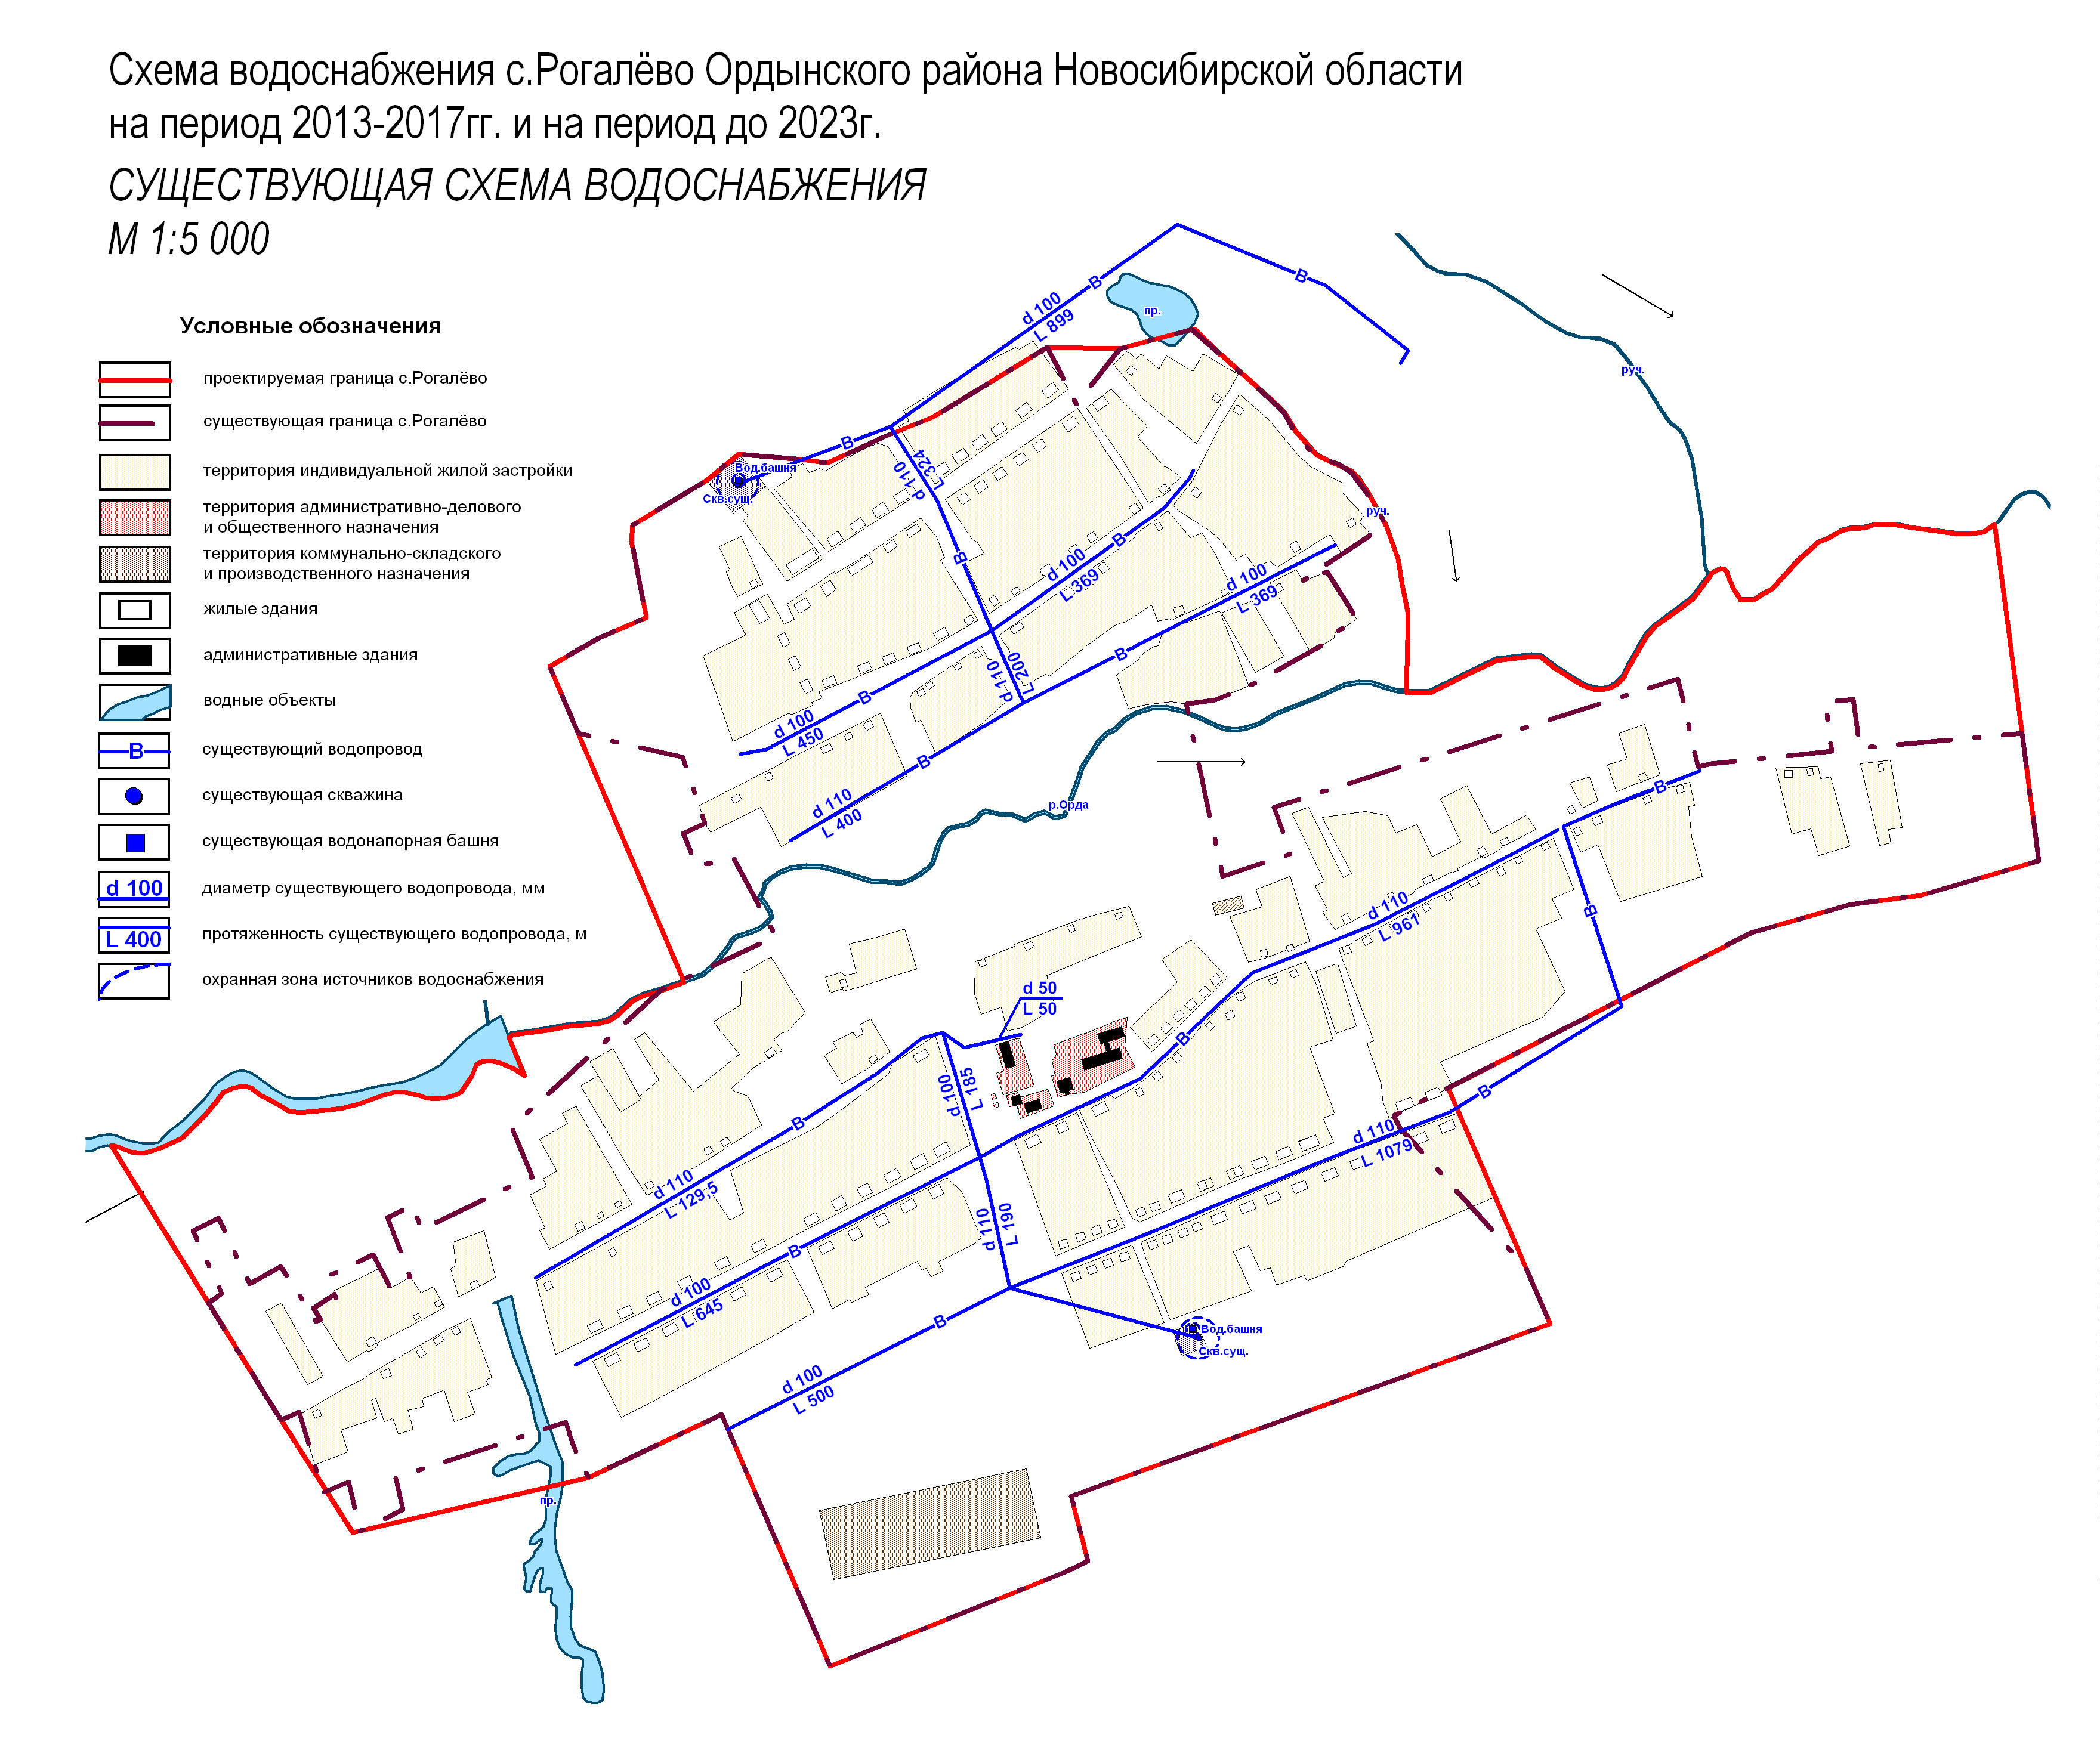 Схема водоснабжения с.Рогалёво Ордынского района Новосибирской области
на период 2013-2017гг. и на период до 2023г.
СУЩЕСТВУЮЩАЯ СХЕМА ВОДОСНАБЖЕНИЯ
М 1:5 000
Условные обозначения
проектируемая граница с.Рогалёво
существующая граница с.Рогалёво
территория индивидуальной жилой застройки
территория административно-делового
и общественного назначения
территория коммунально-складского
и производственного назначения
жилые здания
административные здания
водные объекты
В
существующий водопровод
существующая скважина
существующая водонапорная башня
d 100
диаметр существующего водопровода, мм
L 400
протяженность существующего водопровода, м
охранная зона источников водоснабжения
В
В
d 100
L 899
пр.
руч.
В
Вод.башня
Скв.сущ.
d 110
L 324
руч.
В
В
d 100
L 369
d 100
L 369
В
d 110
L 200
В
d 100
L 450
В
d 110
L 400
р.Орда
В
d 110
L 961
В
d 50
L 50
В
d 100
L 185
В
В
d 110
L 1079
d 110
L 129,5
d 110
L 190
В
d 100
L 645
В
Вод.башня
Скв.сущ.
d 100
L 500
пр.